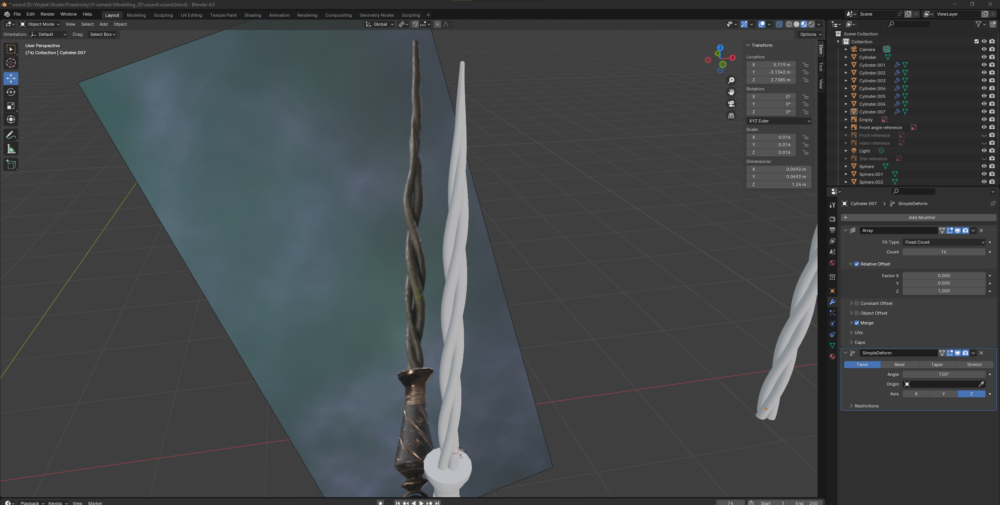 * wizard [D:\Wojtek\Studia\Przedmioty\VI semestr\Modelling_3D\wizard\wizard.blend] - Blender 4.0
File Edit Render Window Help Layout Modeling Sculpting UV Editing Texture Paint Shading Animation Rendering Compositing Geometry Nodes Scripting + Scene ViewLayer
Object Mode View Select Add Object Global
Orientation: Default Drag: Select Box Options
User Perspective
(74) Collection | Cylinder.007
Transform
Location:
X 5.119 m
Y -3.1342 m
Z 2.7385 m
Rotation:
X 0°
Y 0°
Z 0°
XYZ Euler
Scale:
X 0.016
Y 0.016
Z 0.016
Dimensions:
X 0.0692 m
Y 0.0692 m
Z 1.24 m
Item
Tool
View
Z
Y
X
Scene Collection
Collection
Camera
Cylinder
Cylinder.001
Cylinder.002
Cylinder.003
Cylinder.004
Cylinder.005
Cylinder.006
Cylinder.007
Empty
Front angle reference
Front reference
Hand reference
Light
Site reference
Sphere
Sphere.001
Sphere.002
Cylinder.007 > SimpleDeform
+ Add Modifier
Array
Fit Type Fixed Count
Count 16
Relative Offset
Factor X 0.000
Y 0.000
Z 1.000
Constant Offset
Object Offset
Merge
UVs
Caps
SimpleDeform
Twist Bend Taper Stretch
Angle 720°
Origin
Axis X Y Z
Restrictions
Playback Keying View Marker 74 Start 1 End 250